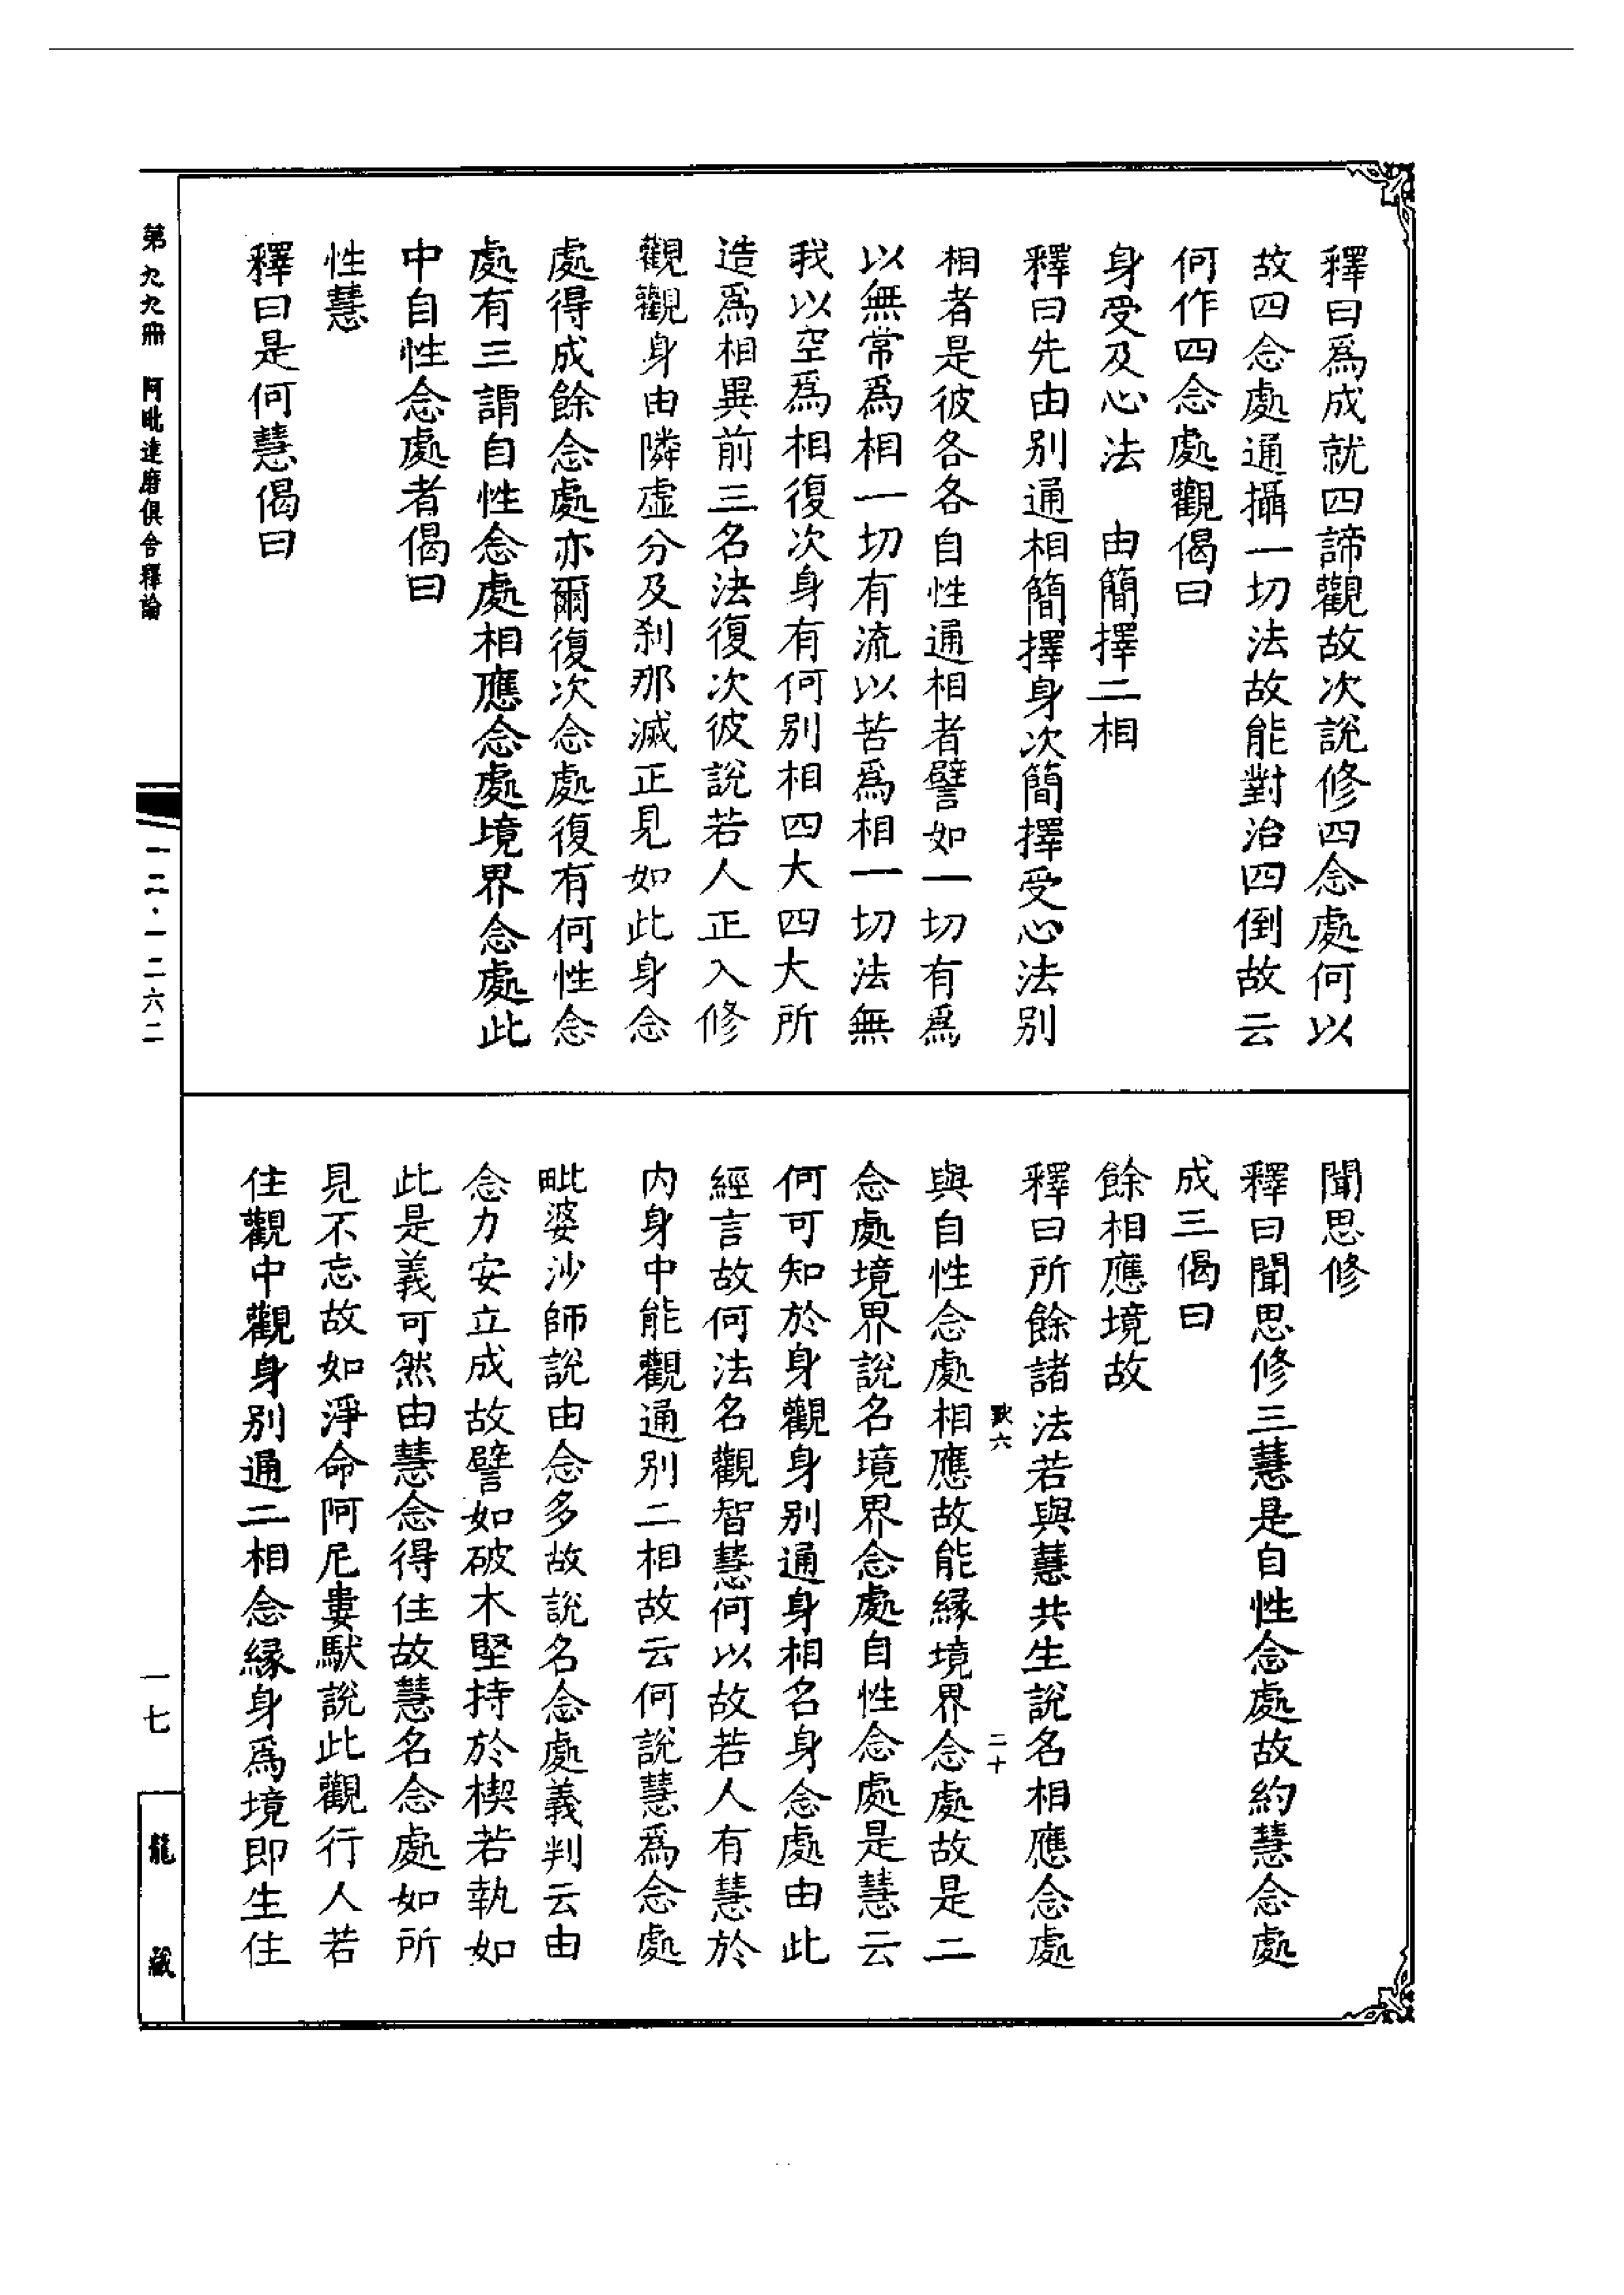 釋曰為成就四諦觀故次說修四念處何以
故四念處通攝一切法故能對治四倒故云
何作四念處觀偈曰
身受及心法　由簡擇二相
釋曰先由別通相簡擇身次簡擇受心法別
相者是彼各各自性通相者譬如一切有為
以無常為相一切有流以苦為相一切法無
我以空為相復次身有何別相四大四大所
造為相異前三名法復次彼說若人正入修
觀觀身由隣虛分及剎那滅正見如此身念
處得成餘念處亦爾復次念處復有何性念
處有三謂自性念處相應念處境界念處此
中自性念處者偈曰
性慧
釋曰是何慧偈曰
聞思修
釋曰聞思修三慧是自性念處故約慧念處
成三偈曰
餘相應境故
釋曰所餘諸法若與慧共生說名相應念處
與自性念處相應故能緣境界念處故是二
念處境界說名境界念處自性念處是慧云
何可知於身觀身別通身相名身念處由此
經言故何法名觀智慧何以故若人有慧於
內身中能觀通別二相故云何說慧為念處
毗婆沙師說由念多故說名念處義判云由
念力安立成故譬如破木堅持於楔若執如
此是義可然由慧念得住故慧名念處如所
見不忘故如淨命阿尼婁馱說此觀行人若
住觀中觀身別通二相念緣身為境即生住
六
二十
第九九冊　阿毗達磨俱舍釋論
一二·一二六二
一七
龍藏